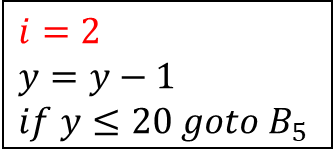 i = 2
y = y − 1
if y ≤ 20 goto B₅